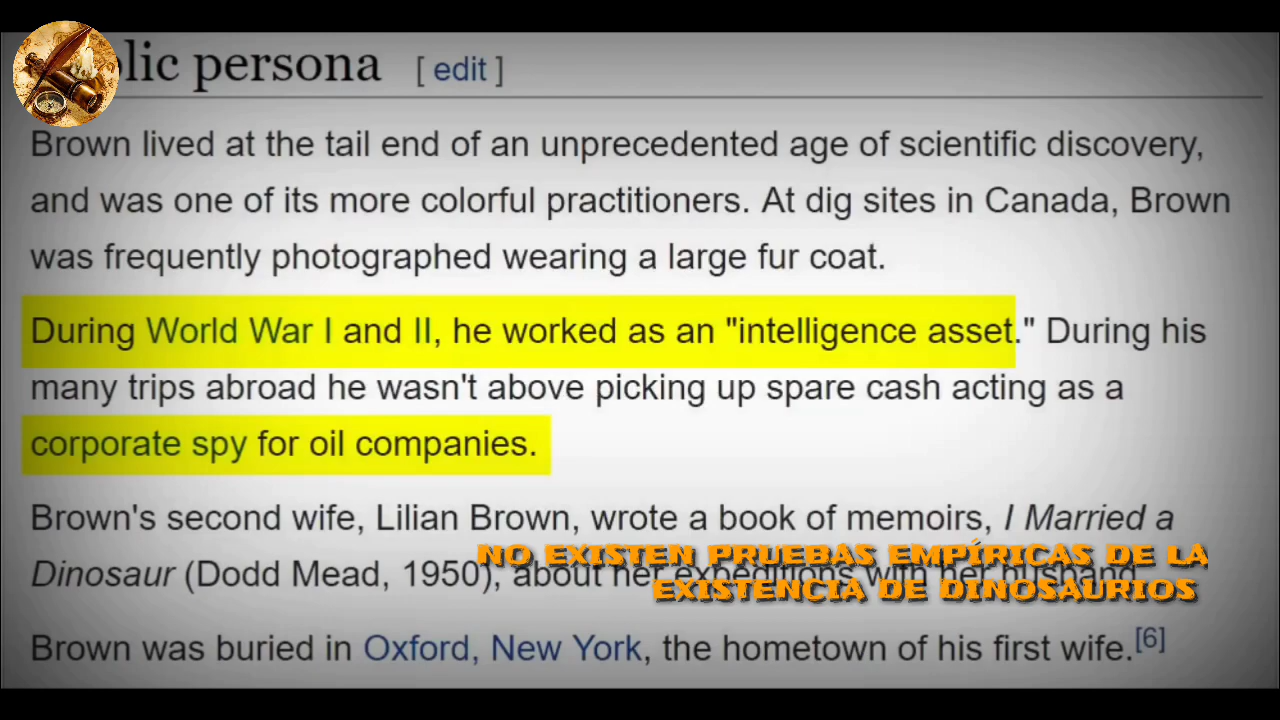 lic persona [ edit ]
Brown lived at the tail end of an unprecedented age of scientific discovery,
and was one of its more colorful practitioners. At dig sites in Canada, Brown
was frequently photographed wearing a large fur coat.
During World War I and II, he worked as an "intelligence asset." During his
many trips abroad he wasn't above picking up spare cash acting as a
corporate spy for oil companies.
Brown's second wife, Lilian Brown, wrote a book of memoirs, I Married a
Dinosaur (Dodd Mead, 1950), about her expeditions with her husband.
NO EXISTEN PRUEBAS EMPÍRICAS DE LA
EXISTENCIA DE DINOSAURIOS
Brown was buried in Oxford, New York, the hometown of his first wife.[6]